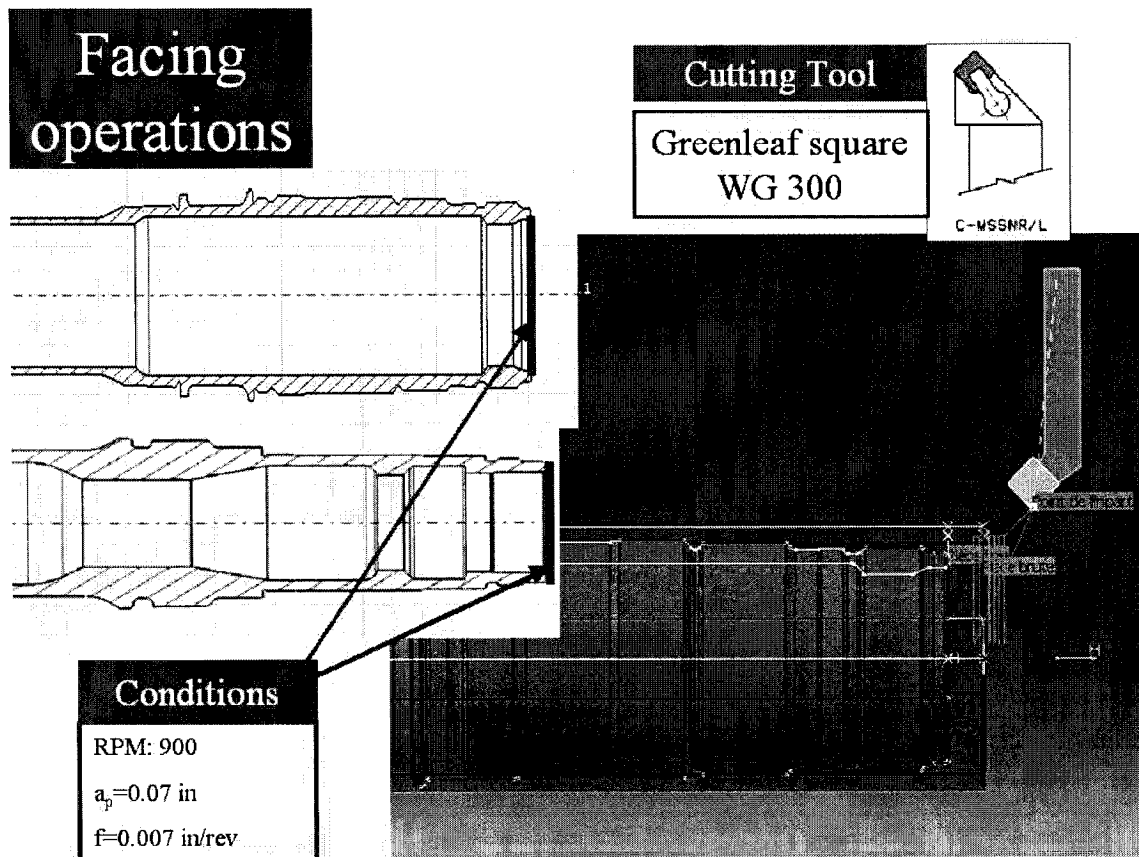 Facing
operations
Cutting Tool
Greenleaf square
WG 300
C-MSSNR/L
1
Conditions
RPM: 900
aₚ=0.07 in
f=0.007 in/rev